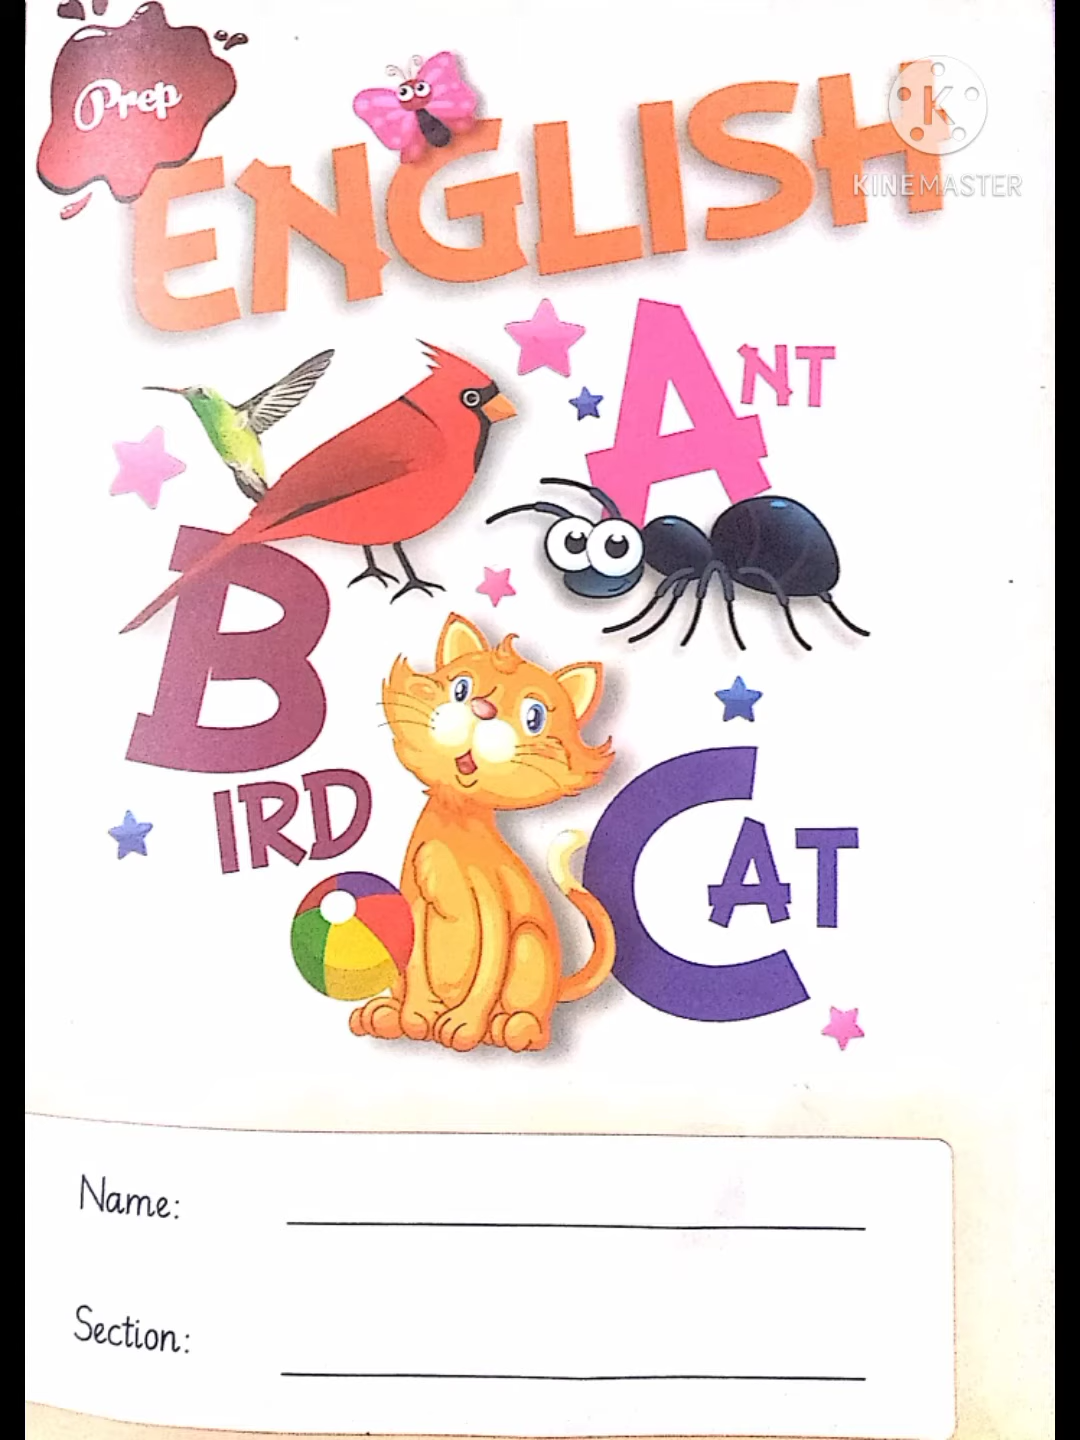 Prep
ENGLISH
K
KINEMASTER
ANT
BIRD
CAT
Name:
Section: